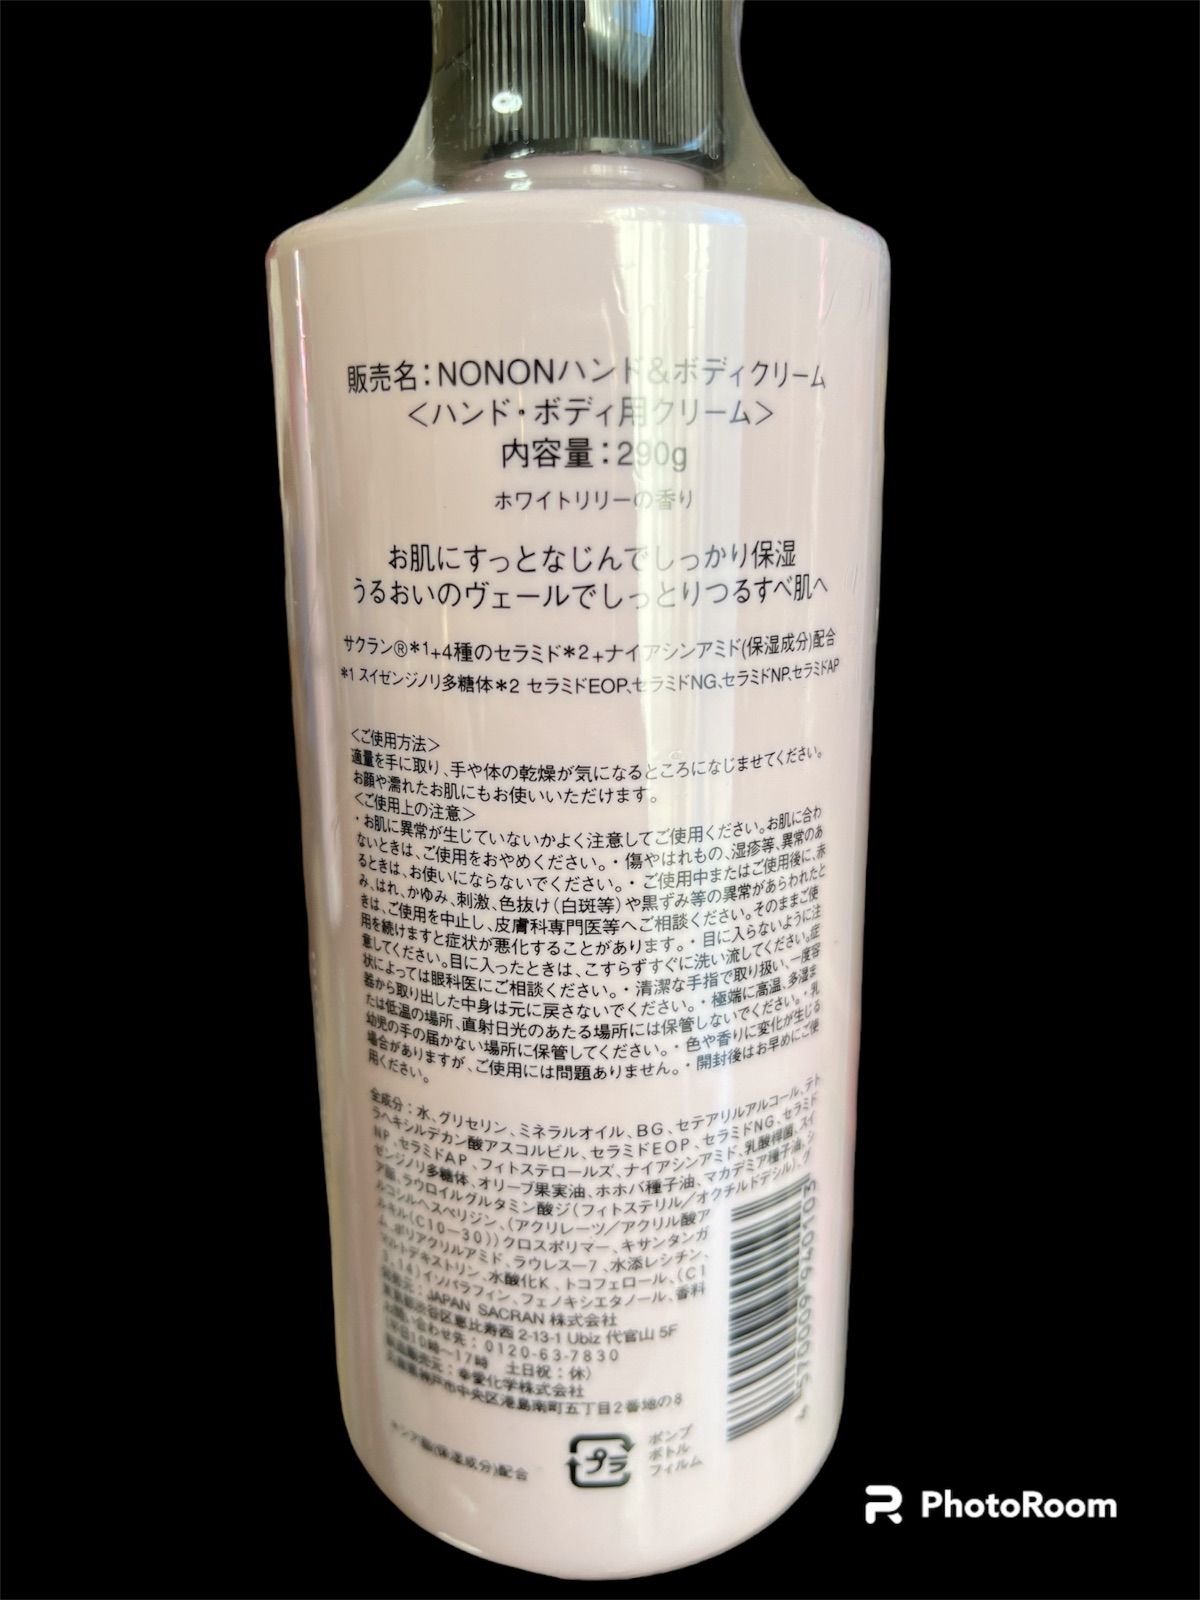 販売名：NONONハンド&ボディクリーム
＜ハンド・ボディ用クリーム＞
内容量：290g
ホワイトリリーの香り
お肌にすっとなじんでしっかり保湿
うるおいのヴェールでしっとりつるすべ肌へ
サクラン®*1+4種のセラミド*2+ナイアシンアミド(保湿成分)配合
*1 スイゼンジノリ多糖体*2 セラミドEOP、セラミドNG、セラミドNP、セラミドAP
＜ご使用方法＞
適量を手に取り、手や体の乾燥が気になるところになじませてください。
お顔や濡れたお肌にもお使いいただけます。
＜ご使用上の注意＞
・お肌に異常が生じていないかよく注意してご使用ください。お肌に合わ
ないときは、ご使用をおやめください。・傷やはれもの、湿疹等、異常のあ
るときは、お使いにならないでください。・ご使用中またはご使用後に、赤
み、はれ、かゆみ、刺激、色抜け（白斑等）や黒ずみ等の異常があらわれたと
きは、ご使用を中止し、皮膚科専門医等へご相談ください。そのままご使
用を続けますと症状が悪化することがあります。・目に入らないように注
意してください。目に入ったときは、こすらずすぐに洗い流してください。症
状によっては眼科医にご相談ください。・清潔な手指で取り扱い、一度容
器から取り出した中身は元に戻さないでください。・極端に高温、多湿ま
たは低温の場所、直射日光のあたる場所には保管しないでください。・乳
幼児の手の届かない場所に保管してください。・色や香りに変化が生じる
場合がありますが、ご使用には問題ありません。・開封後はお早めにご使
用ください。
全成分：水、グリセリン、ミネラルオイル、BG、セテアリルアルコール、テト
ラヘキシルデカン酸アスコルビル、セラミドEOP、セラミドNG、セラミド
NP、セラミドAP、フィトステロールズ、ナイアシンアミド、乳酸桿菌、スイ
ゼンジノリ多糖体、オリーブ果実油、ホホバ種子油、マカデミア種子油、シ
ア脂、ラウロイルグルタミン酸ジ（フィトステリル／オクチルドデシル）、グ
ルコシルヘスペリジン、（アクリレーツ／アクリル酸ア
ルキル（C10－30））クロスポリマー、キサンタンガ
ム、ポリアクリルアミド、ラウレス－7、水添レシチン、
マルトデキストリン、水酸化K、トコフェロール、（C1
3、14）イソパラフィン、フェノキシエタノール、香料
JAPAN SACRAN 株式会社
東京都渋谷区恵比寿西 2-13-1 Ubiz 代官山 5F
お問い合わせ先：0120-63-7830
平日10時〜17時 土日祝：休）
製造販売元：幸愛化学株式会社
兵庫県神戸市中央区港島南町五丁目2番地の8
(保湿成分)配合
プラ
ポンプ
ボトル
フィルム
PhotoRoom